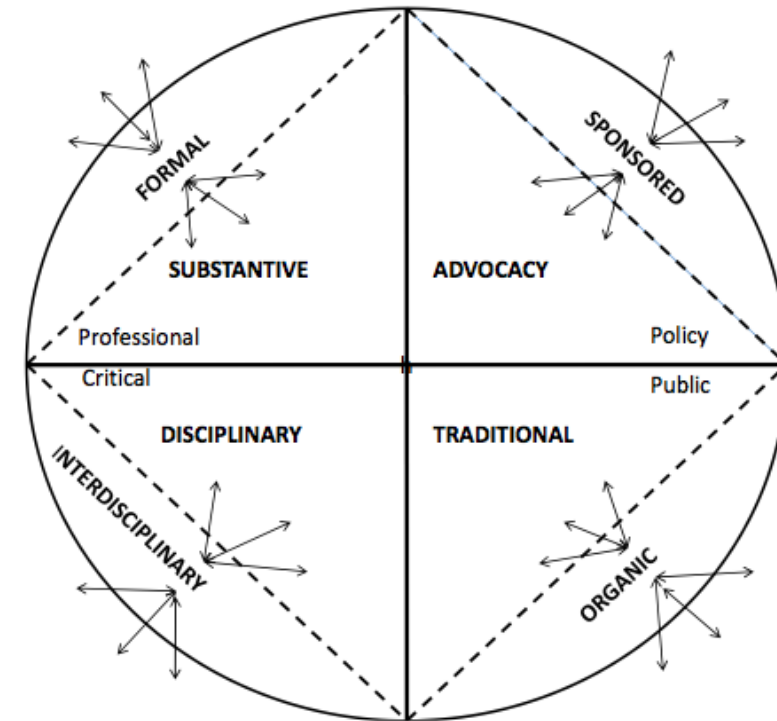 FORMAL
SPONSORED
SUBSTANTIVE
ADVOCACY
Professional
Policy
Critical
Public
DISCIPLINARY
TRADITIONAL
INTERDISCIPLINARY
ORGANIC